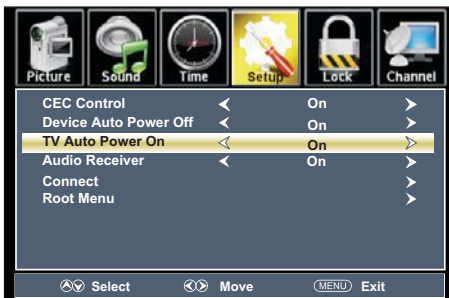 Picture Sound Time Setup Lock Channel
CEC Control On
Device Auto Power Off On
TV Auto Power On On
Audio Receiver On
Connect
Root Menu
Select Move MENU Exit